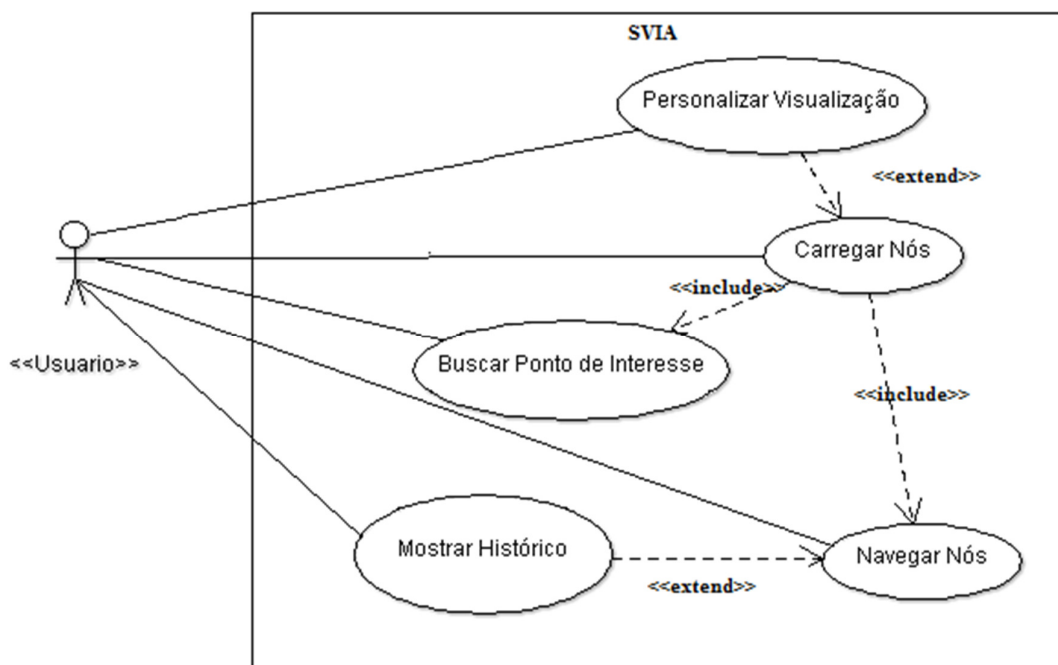 SVIA
Personalizar Visualização
<<extend>>
Carregar Nós
<<include>>
Buscar Ponto de Interesse
<<Usuario>>
<<include>>
Mostrar Histórico
Navegar Nós
<<extend>>